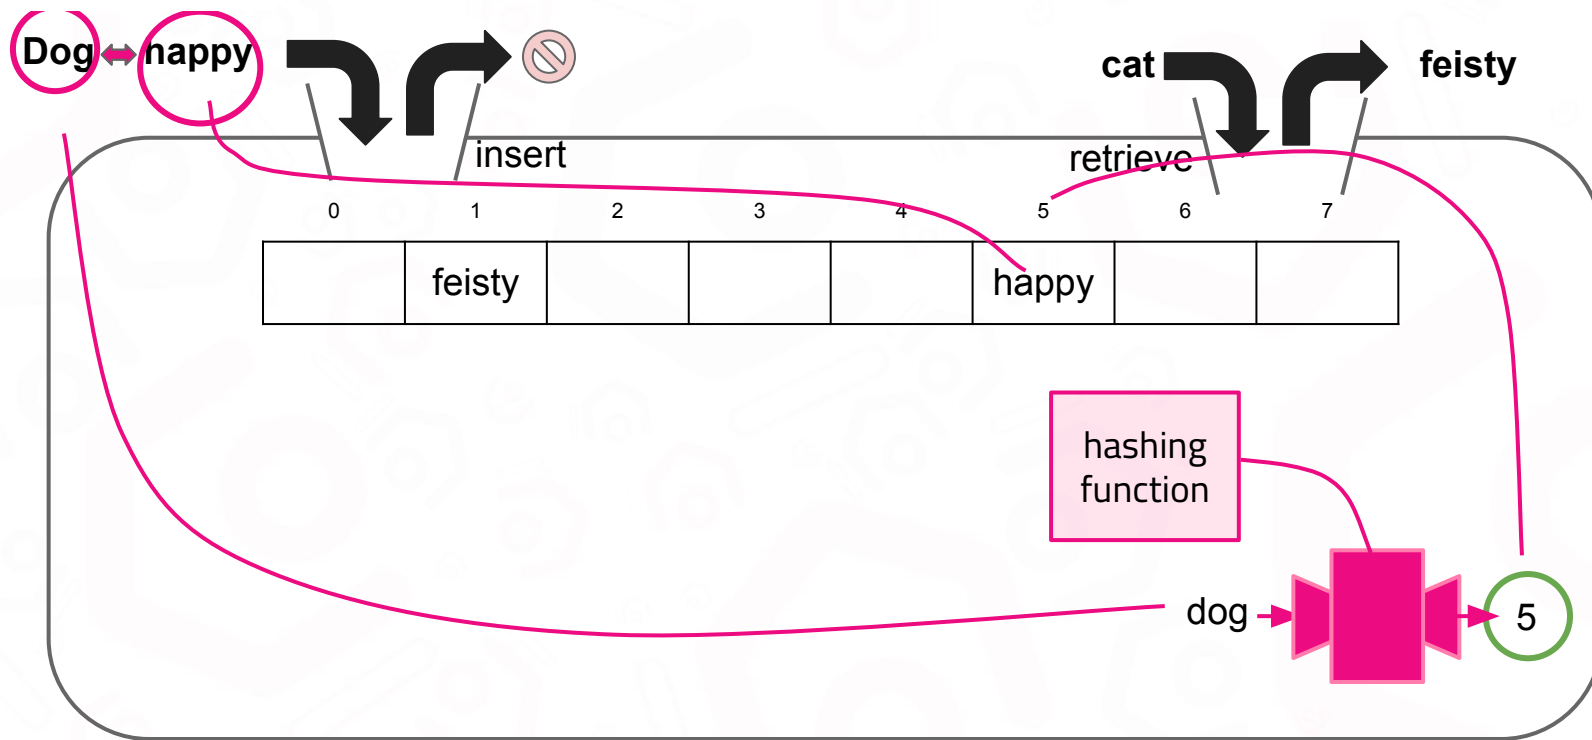 Dog happy
cat feisty
insert
retrieve
0 1 2 3 4 5 6 7
feisty happy
hashing
function
dog 5